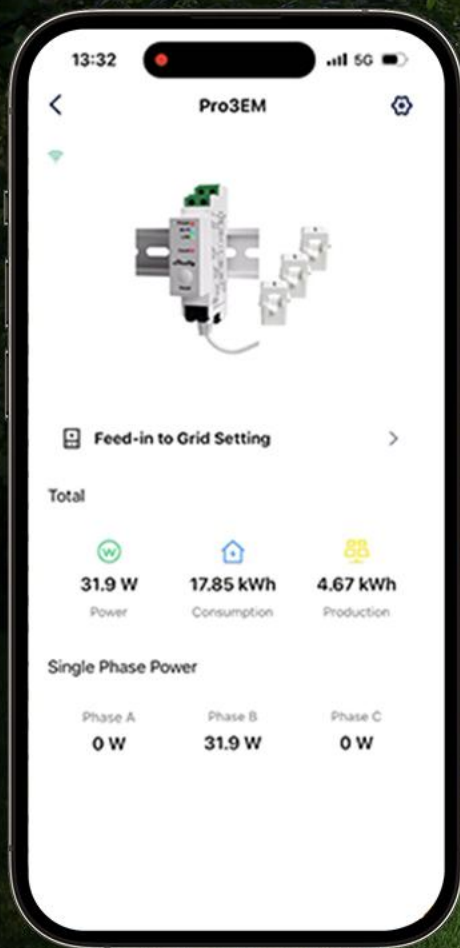 13:32 5G
Pro3EM
Feed-in to Grid Setting
Total
31.9 W 17.85 kWh 4.67 kWh
Power Consumption Production
Single Phase Power
Phase A Phase B Phase C
0 W 31.9 W 0 W